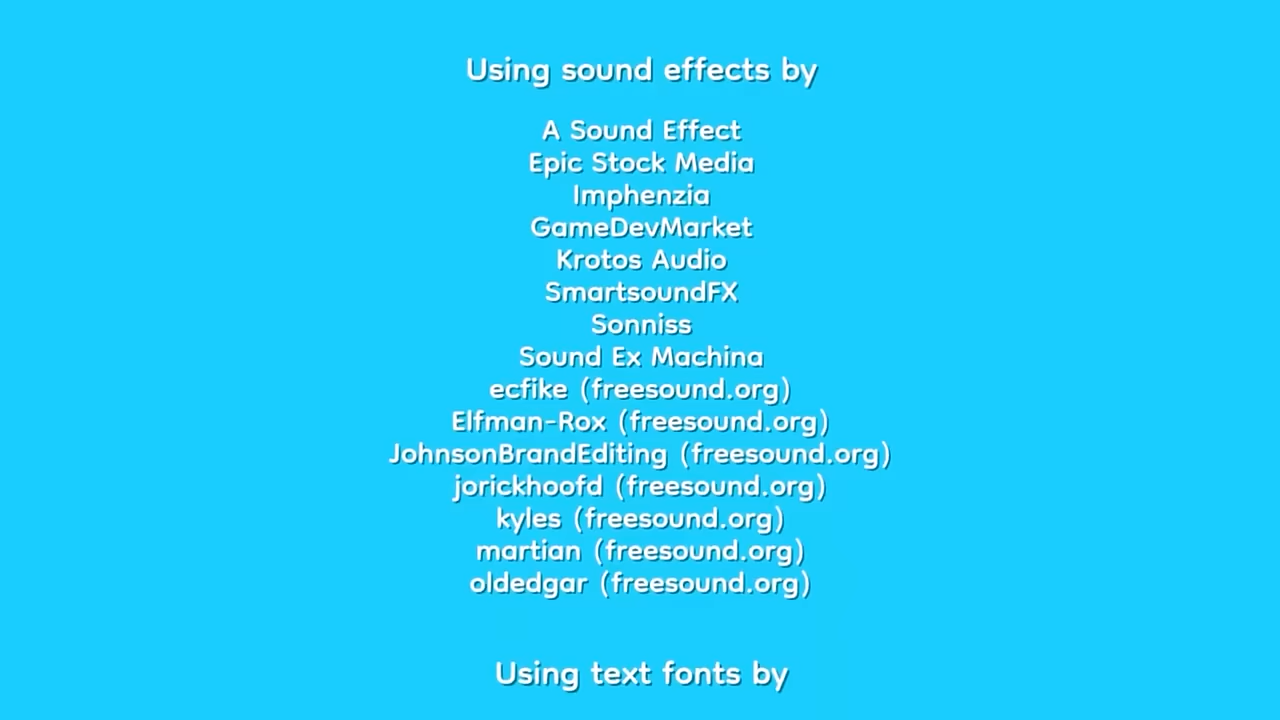 Using sound effects by
A Sound Effect
Epic Stock Media
Imphenzia
GameDevMarket
Krotos Audio
SmartsoundFX
Sonniss
Sound Ex Machina
ecfike (freesound.org)
Elfman-Rox (freesound.org)
JohnsonBrandEditing (freesound.org)
jorickhoofd (freesound.org)
kyles (freesound.org)
martian (freesound.org)
oldedgar (freesound.org)
Using text fonts by